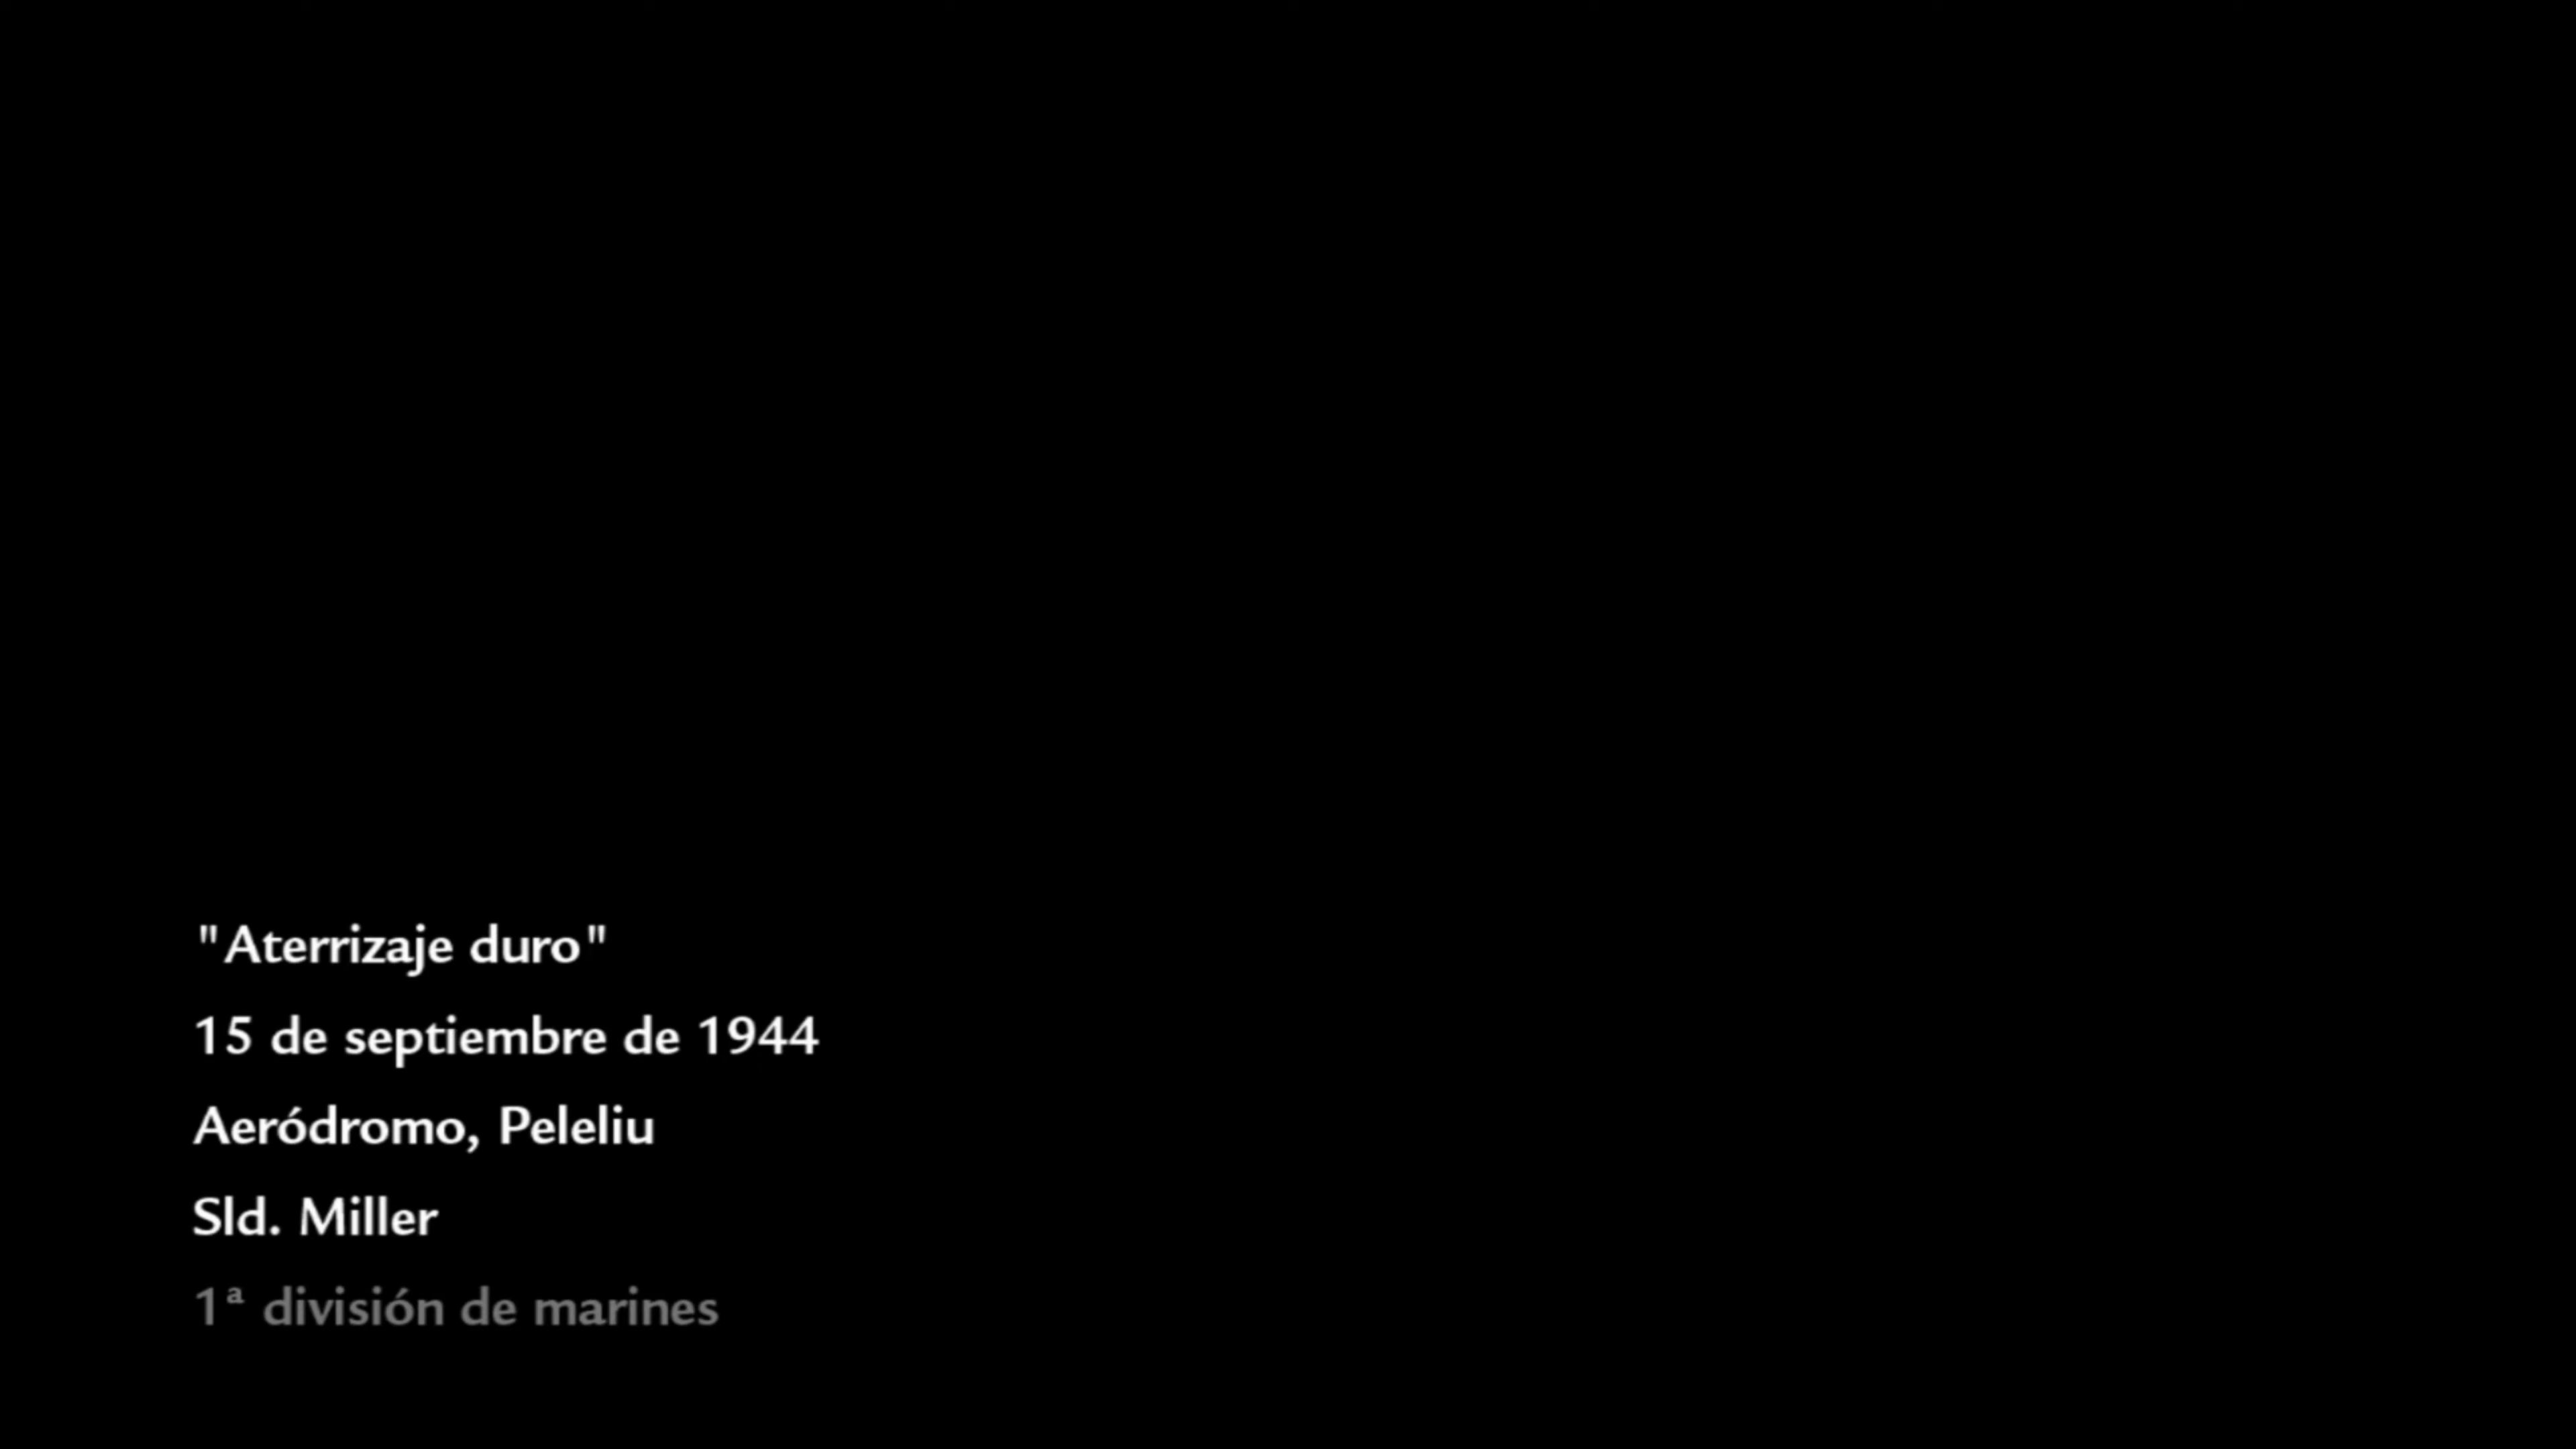 "Aterrizaje duro"
15 de septiembre de 1944
Aeródromo, Peleliu
Sld. Miller
1ª división de marines